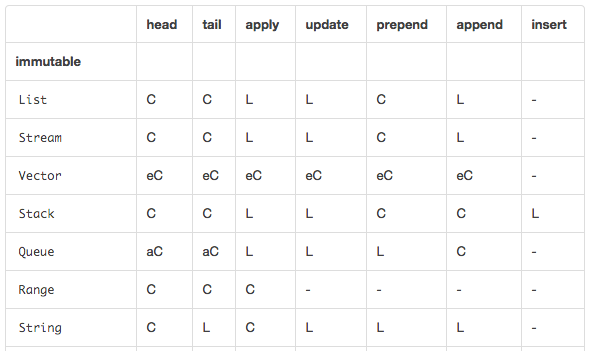 head tail apply update prepend append insert
immutable
List C C L L C L -
Stream C C L L C L -
Vector eC eC eC eC eC eC -
Stack C C L L C C L
Queue aC aC L L L C -
Range C C C - - - -
String C L C L L L -